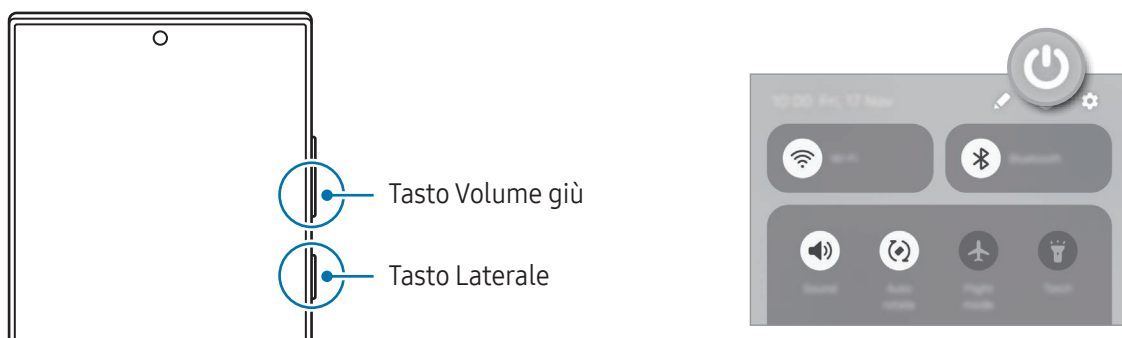 Tasto Volume giù
Tasto Laterale
10:00 Fri, 17 Nov
Wi-Fi
Bluetooth
Sound
Auto
rotate
Flight
mode
Torch